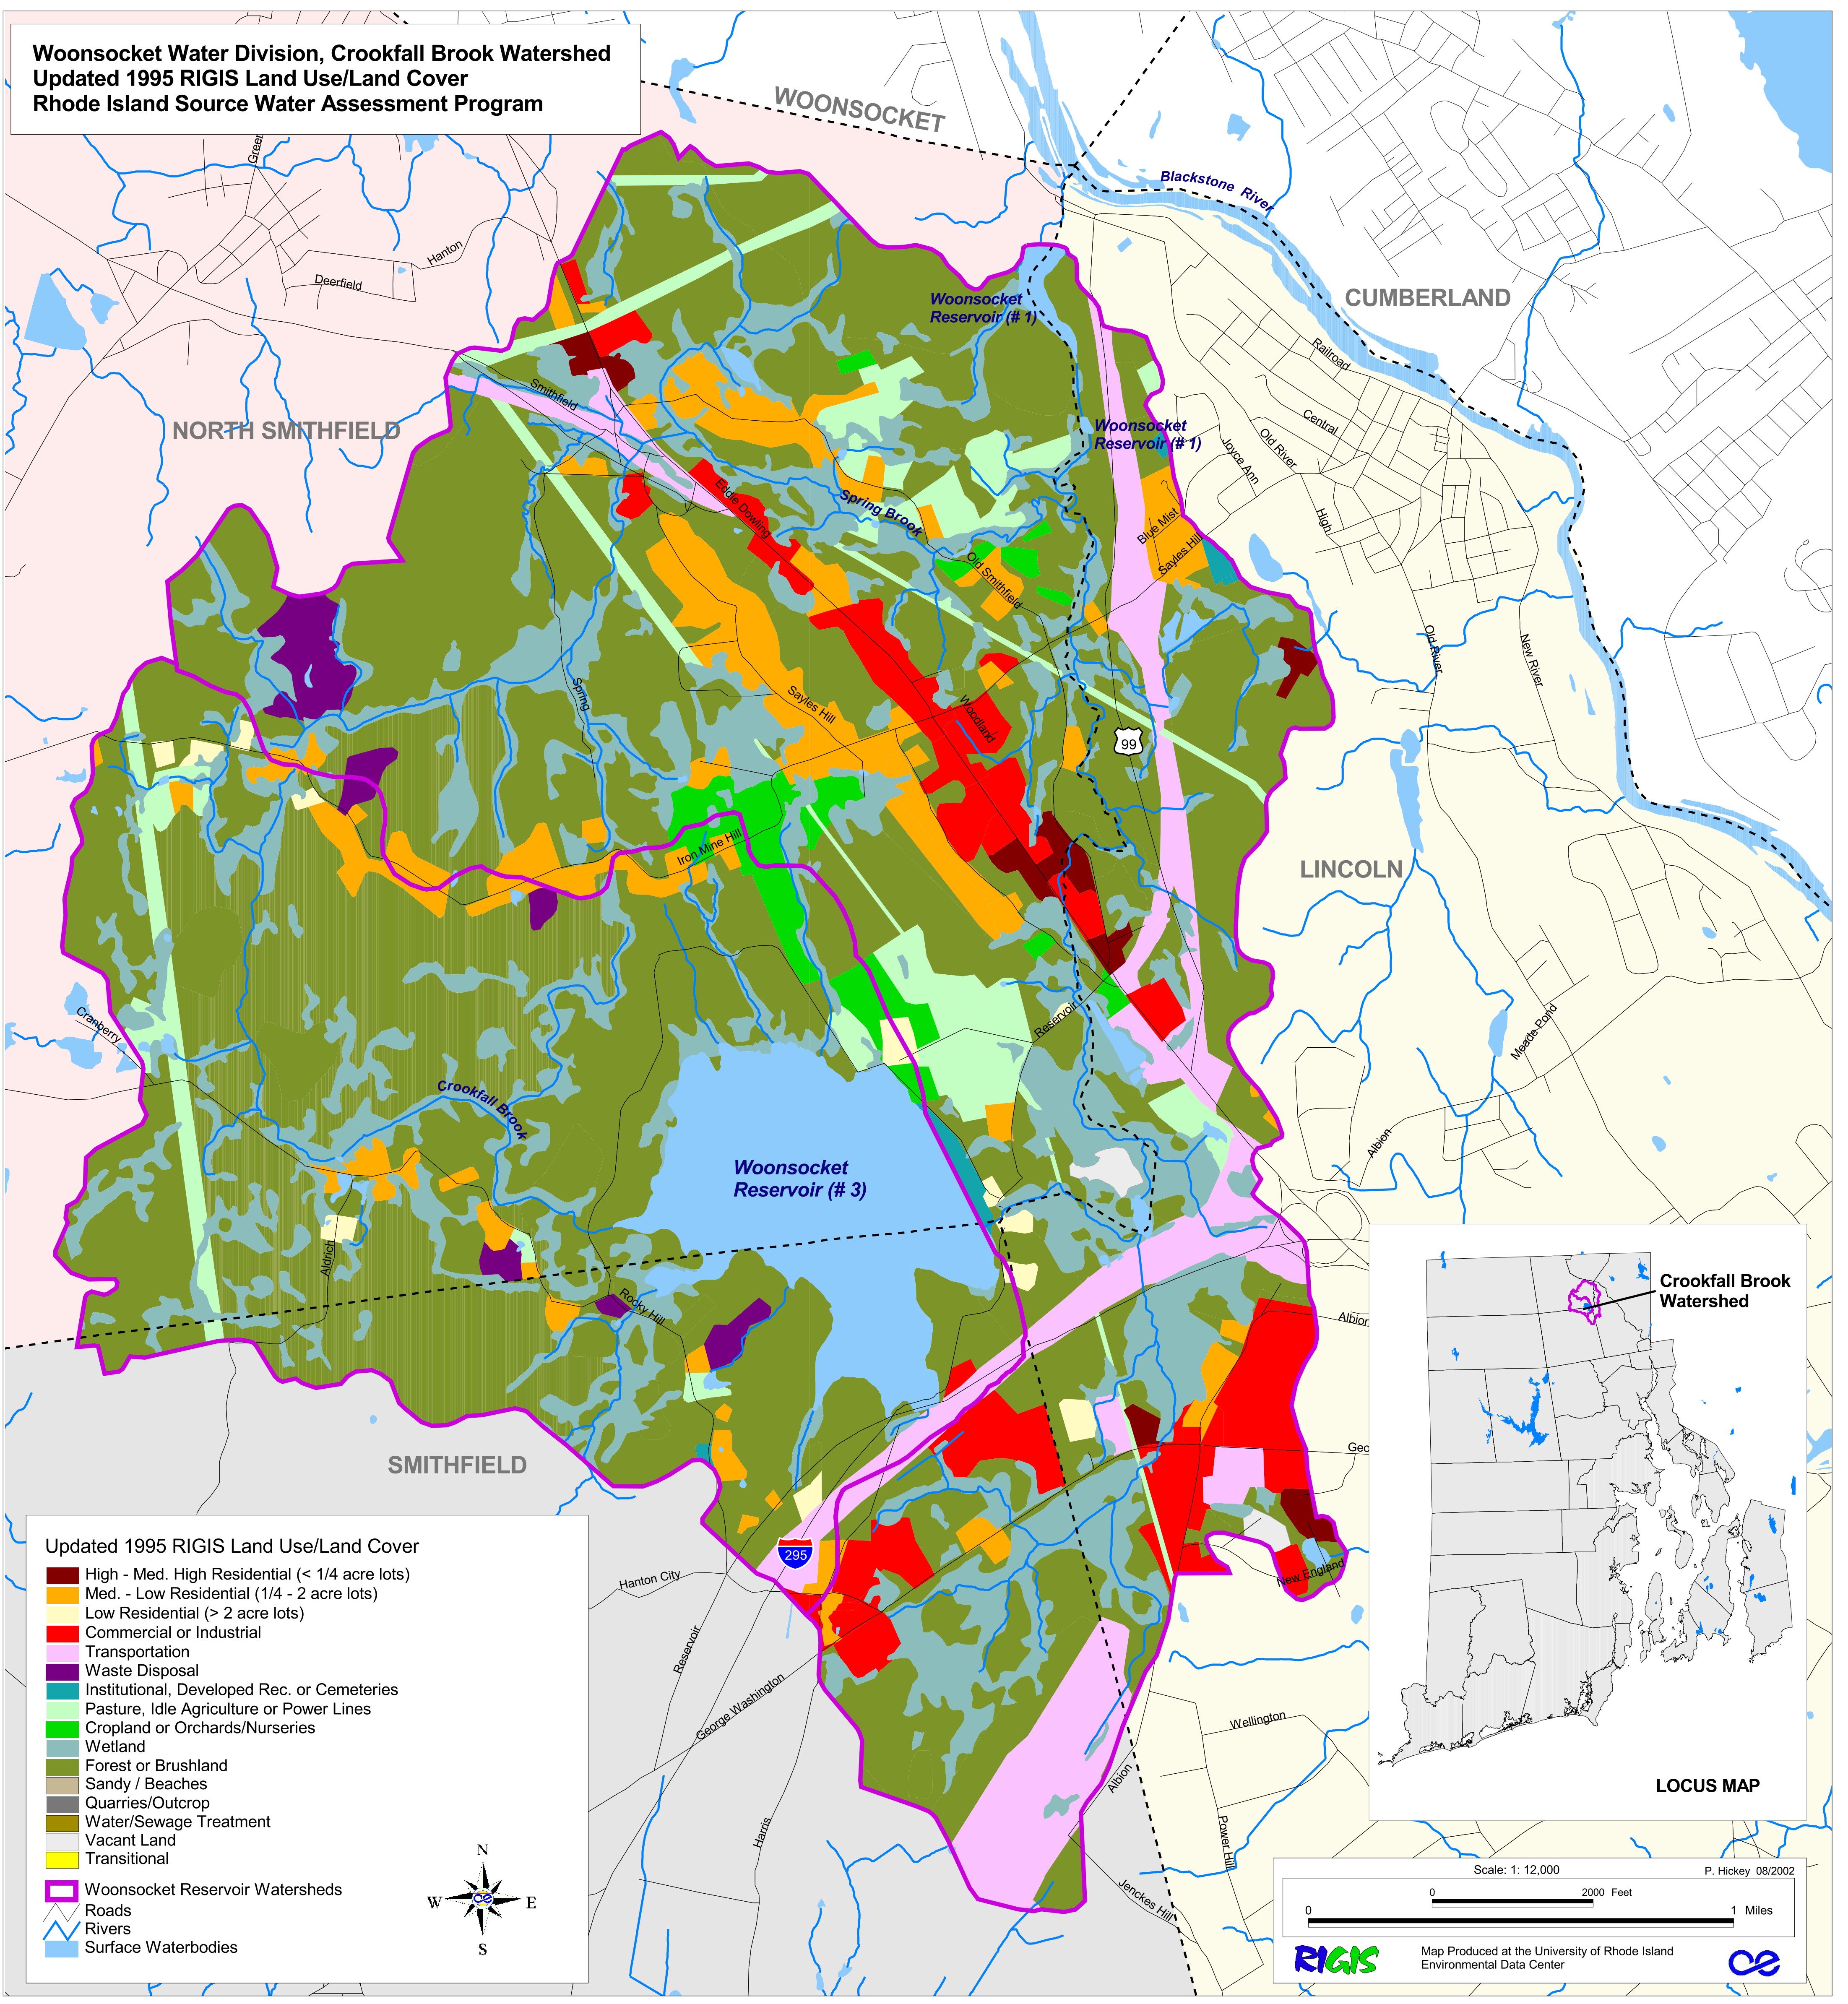 Woonsocket Water Division, Crookfall Brook Watershed
Updated 1995 RIGIS Land Use/Land Cover
Rhode Island Source Water Assessment Program
WOONSOCKET
Green
Blackstone River
Hanton
Deerfield
CUMBERLAND
Woonsocket
Reservoir (# 1)
Railroad
Smithfield
NORTH SMITHFIELD
Central
Woonsocket
Reservoir (# 1)
Old River
Joyce Ann
Eddie Dowling
Spring Brook
High
Blue Mist
Sayles Hill
Old Smithfield
Old River
New River
Spring
Sayles Hill
Woodland
99
Iron Mine Hill
LINCOLN
Cranberry
Reservoir
Meade Pond
Crookfall Brook
Albion
Woonsocket
Reservoir (# 3)
Aldrich
Rocky Hill
Crookfall Brook
Watershed
Albion
Geo
SMITHFIELD
295
New England
Hanton City
Reservoir
George Washington
Wellington
Albion
Harris
Power Hill
Jenckes Hill
LOCUS MAP
Updated 1995 RIGIS Land Use/Land Cover
High - Med. High Residential (< 1/4 acre lots)
Med. - Low Residential (1/4 - 2 acre lots)
Low Residential (> 2 acre lots)
Commercial or Industrial
Transportation
Waste Disposal
Institutional, Developed Rec. or Cemeteries
Pasture, Idle Agriculture or Power Lines
Cropland or Orchards/Nurseries
Wetland
Forest or Brushland
Sandy / Beaches
Quarries/Outcrop
Water/Sewage Treatment
Vacant Land
Transitional
Woonsocket Reservoir Watersheds
Roads
Rivers
Surface Waterbodies
N
W E
S
Scale: 1: 12,000
P. Hickey 08/2002
0 2000 Feet
0 1 Miles
RIGIS
Map Produced at the University of Rhode Island
Environmental Data Center